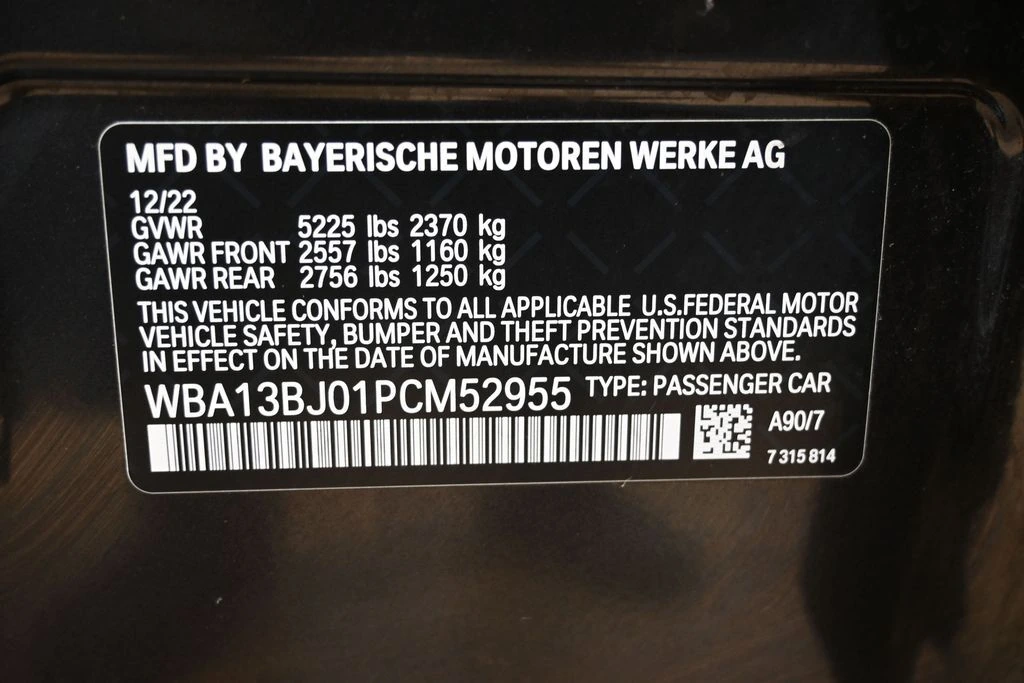 MFD BY BAYERISCHE MOTOREN WERKE AG
12/22
GVWR 5225 lbs 2370 kg
GAWR FRONT 2557 lbs 1160 kg
GAWR REAR 2756 lbs 1250 kg
THIS VEHICLE CONFORMS TO ALL APPLICABLE U.S.FEDERAL MOTOR
VEHICLE SAFETY, BUMPER AND THEFT PREVENTION STANDARDS
IN EFFECT ON THE DATE OF MANUFACTURE SHOWN ABOVE.
WBA13BJ01PCM52955 TYPE: PASSENGER CAR
A90/7
7 315 814